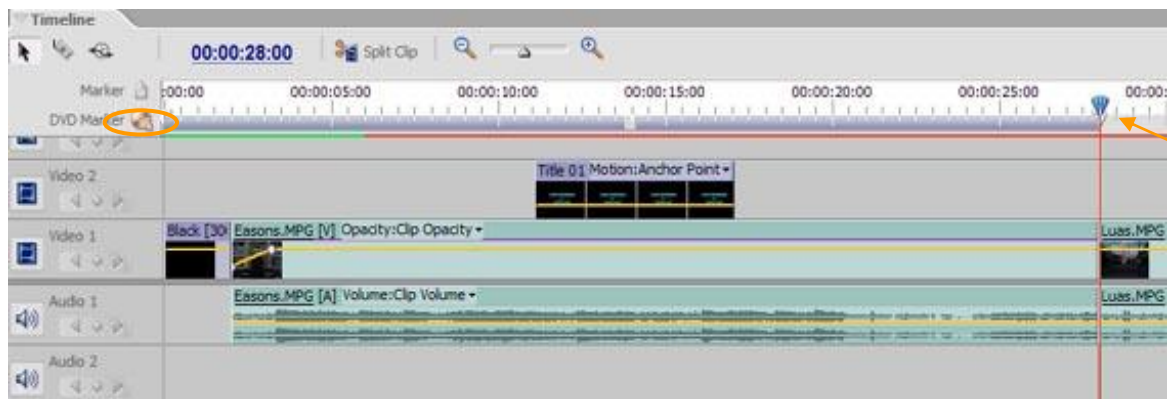 Timeline
00:00:28:00 Split Clip
Marker :00:00 00:00:05:00 00:00:10:00 00:00:15:00 00:00:20:00 00:00:25:00 00:00:
DVD Marker
Video 2 Title 01 Motion:Anchor Point
Video 1 Black [30 Easons.MPG [V] Opacity:Clip Opacity Luas.MPG
Audio 1 Easons.MPG [A] Volume:Clip Volume Luas.MPG
Audio 2